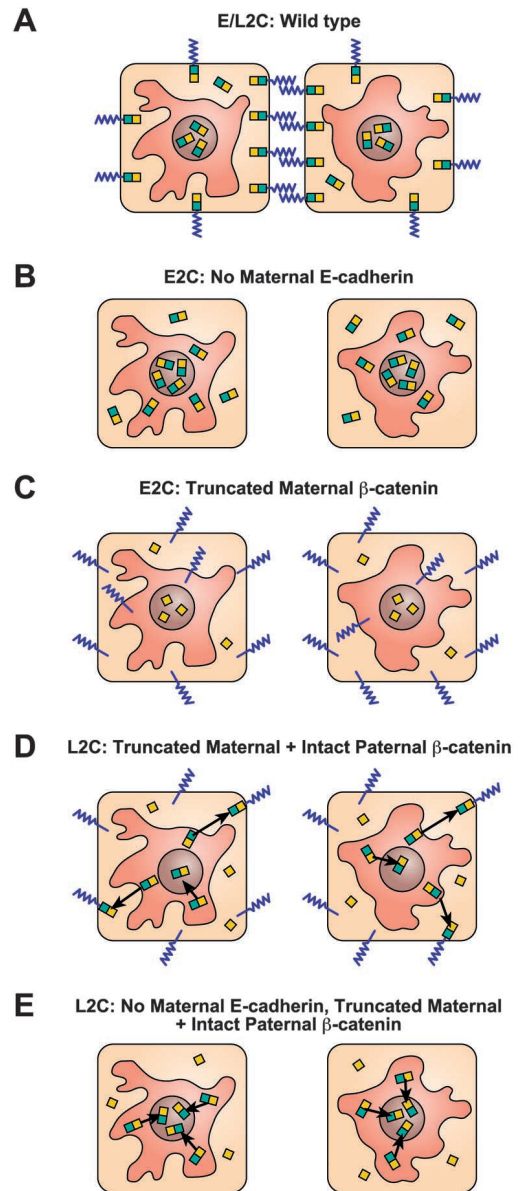 A
E/L2C: Wild type
B
E2C: No Maternal E-cadherin
C
E2C: Truncated Maternal β-catenin
D
L2C: Truncated Maternal + Intact Paternal β-catenin
E
L2C: No Maternal E-cadherin, Truncated Maternal
+ Intact Paternal β-catenin